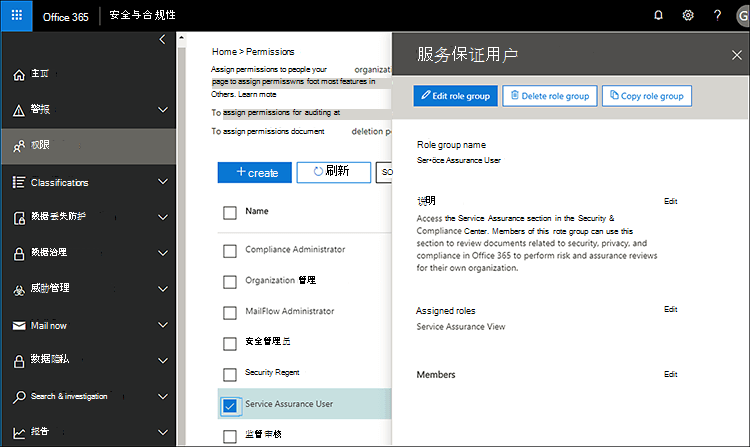 Office 365 安全与合规性
主页
警报
权限
Classifications
数据丢失防护
数据治理
威胁管理
Mail now
数据隐私
Search & investigation
报告
Home > Permissions
Assign permissions to people your organizat
page to assign permisswns foot most features in
Others. Learn mote
To assign permissions for auditing at
To assign permissions document deletion p
+ create
刷新
SO
Name
Compliance Administrator
Organization 管理
MailFlow Administrator
安全管理员
Security Regent
Service Assurance User
监管审核
服务保证用户
Edit role group
Delete role group
Copy role group
Role group name
Seröice Assurance User
说明
Edit
Access the Service Assurance section in the Security &
Compliance Center. Members of this rote group can use this
section to review documents related to security, privacy, and
compliance in Office 365 to perform risk and assurance reviews
for their own organization.
Assigned roles
Edit
Service Assurance View
Members
Edit
G